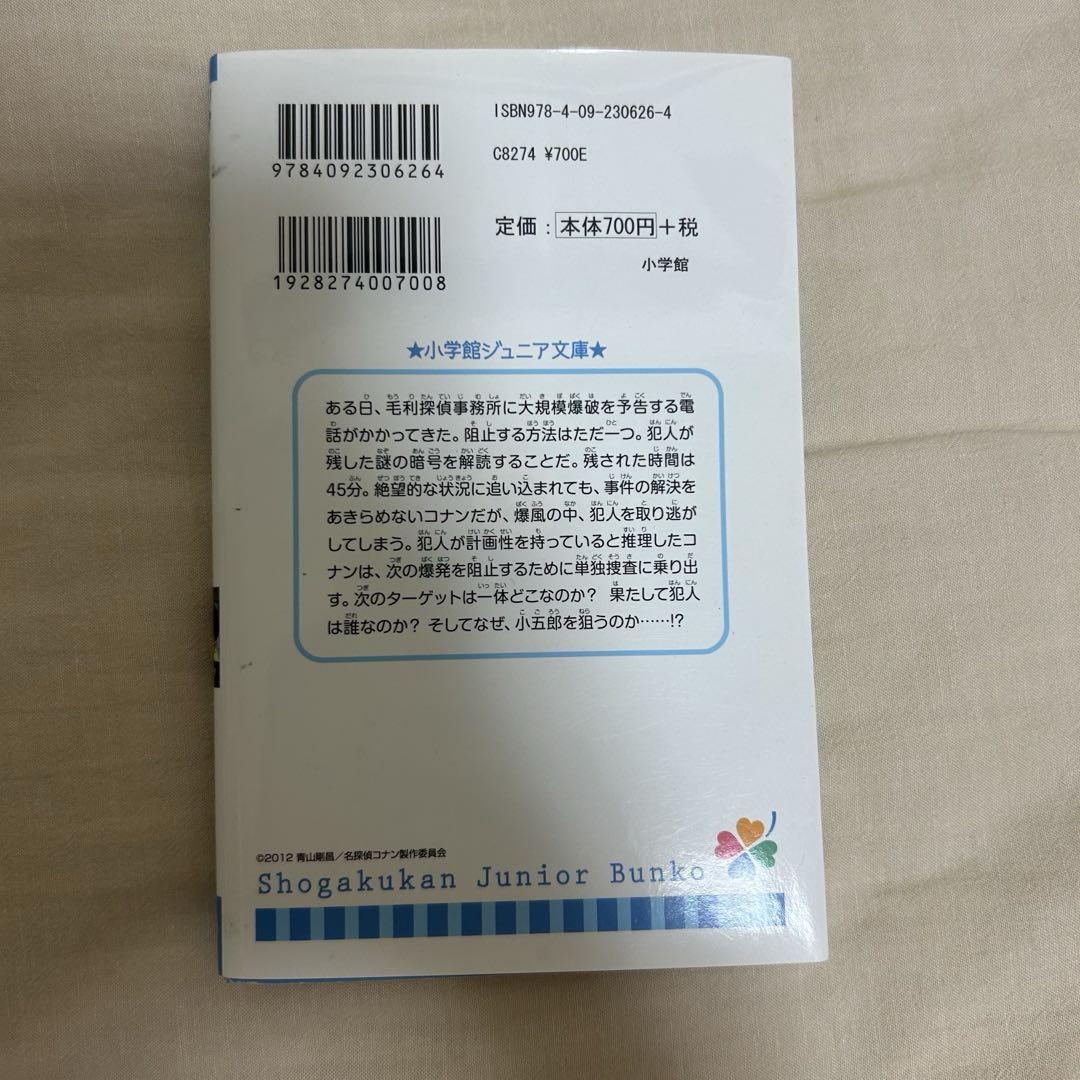 ISBN978-4-09-230626-4
C8274 ¥700E
9784092306264
定価：本体700円＋税
小学館
1928274007008
★小学館ジュニア文庫★
ある日、毛利探偵事務所に大規模爆破を予告する電
話がかかってきた。阻止する方法はただ一つ。犯人が
残した謎の暗号を解読することだ。残された時間は
45分。絶望的な状況に追い込まれても、事件の解決を
あきらめないコナンだが、爆風の中、犯人を取り逃が
してしまう。犯人が計画性を持っていると推理したコ
ナンは、次の爆発を阻止するために単独捜査に乗り出
す。次のターゲットは一体どこなのか？ 果たして犯人
は誰なのか？ そしてなぜ、小五郎を狙うのか……!?
©2012 青山剛昌／名探偵コナン製作委員会
Shogakukan Junior Bunko